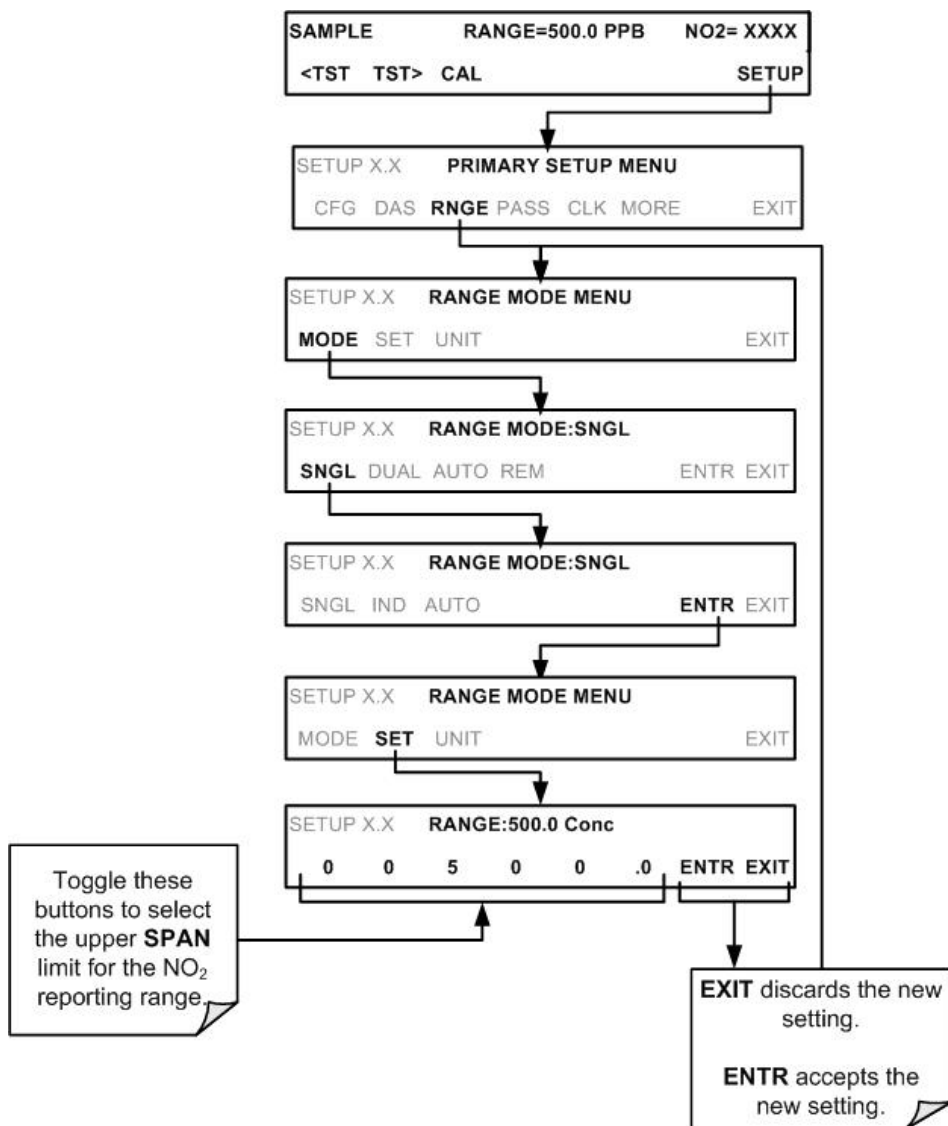 SAMPLE RANGE=500.0 PPB NO2= XXXX
<TST TST> CAL SETUP
SETUP X.X PRIMARY SETUP MENU
CFG DAS RNGE PASS CLK MORE EXIT
SETUP X.X RANGE MODE MENU
MODE SET UNIT EXIT
SETUP X.X RANGE MODE:SNGL
SNGL DUAL AUTO REM ENTR EXIT
SETUP X.X RANGE MODE:SNGL
SNGL IND AUTO ENTR EXIT
SETUP X.X RANGE MODE MENU
MODE SET UNIT EXIT
SETUP X.X RANGE:500.0 Conc
0 0 5 0 0 .0 ENTR EXIT
Toggle these
buttons to select
the upper SPAN
limit for the NO₂
reporting range.
EXIT discards the new
setting.
ENTR accepts the
new setting.